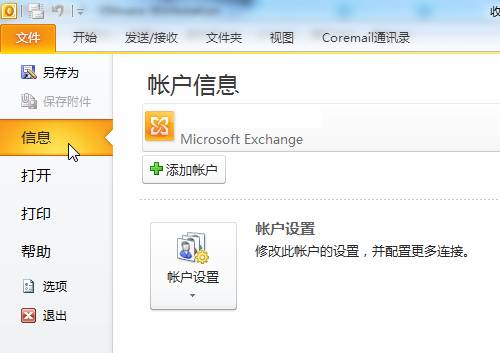 收
文件 开始 发送/接收 文件夹 视图 Coremail通讯录
另存为
保存附件
信息
打开
打印
帮助
选项
退出
帐户信息
Microsoft Exchange
添加帐户
帐户设置
帐户设置
修改此帐户的设置，并配置更多连接。